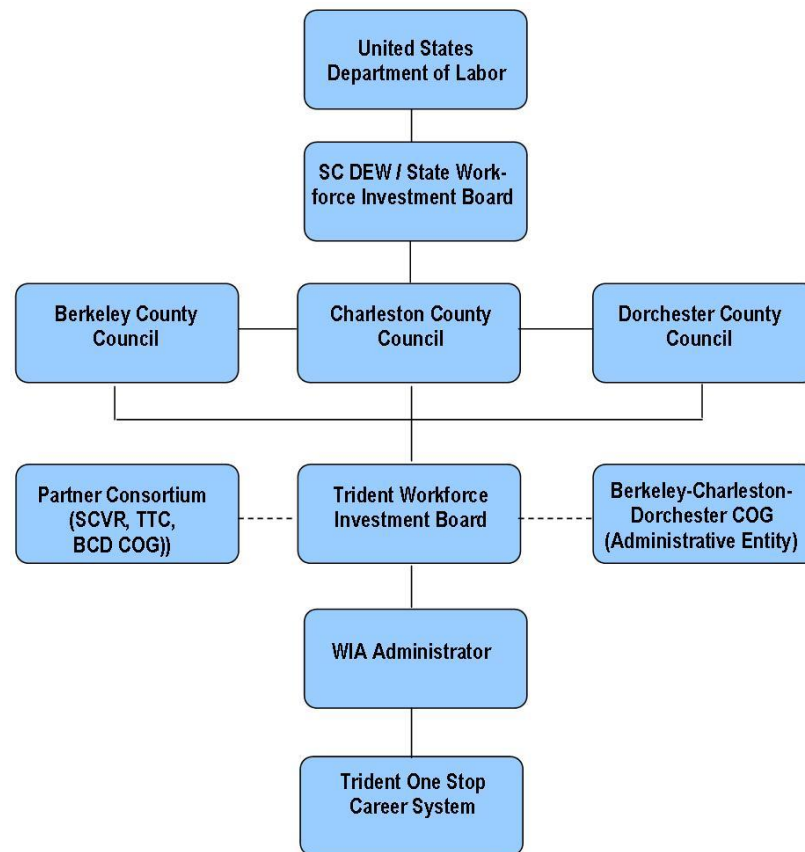 United States
Department of Labor
SC DEW / State Work-
force Investment Board
Berkeley County
Council
Charleston County
Council
Dorchester County
Council
Partner Consortium
(SCVR, TTC,
BCD COG))
Trident Workforce
Investment Board
Berkeley-Charleston-
Dorchester COG
(Administrative Entity)
WIA Administrator
Trident One Stop
Career System